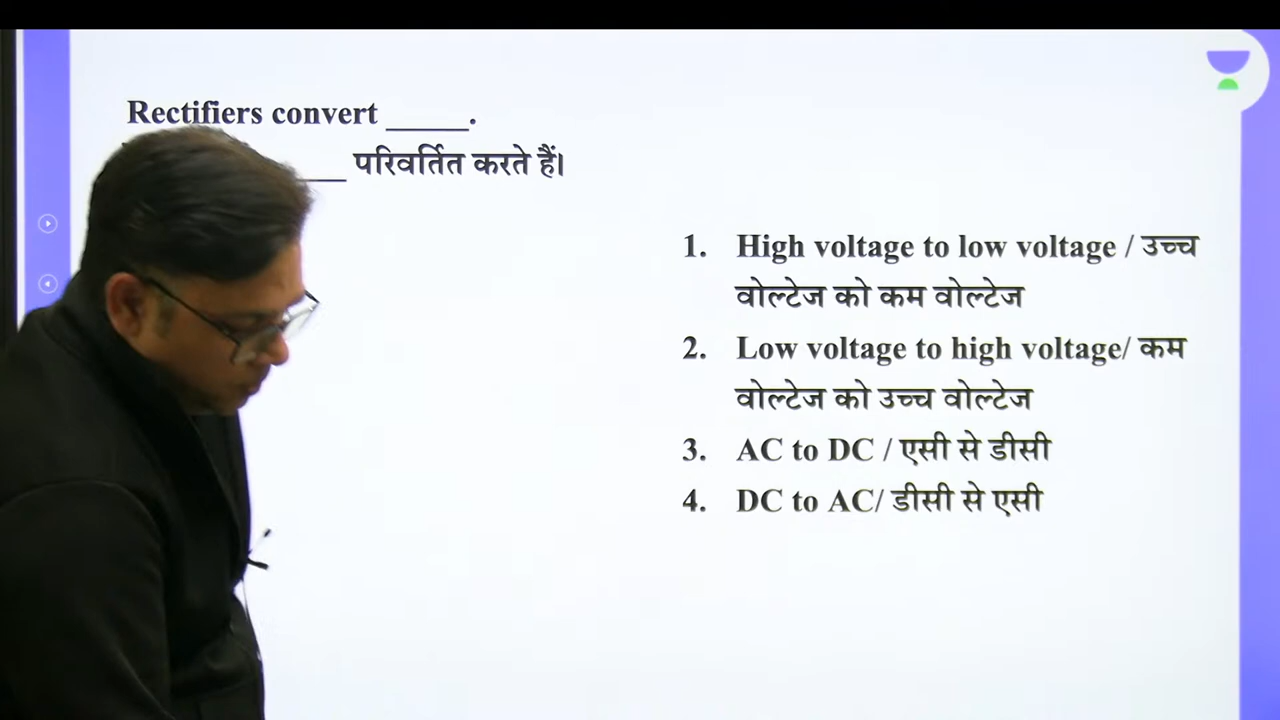 Rectifiers convert _____.
___ परिवर्तित करते हैं।
1. High voltage to low voltage / उच्च
वोल्टेज को कम वोल्टेज
2. Low voltage to high voltage/ कम
वोल्टेज को उच्च वोल्टेज
3. AC to DC / एसी से डीसी
4. DC to AC/ डीसी से एसी